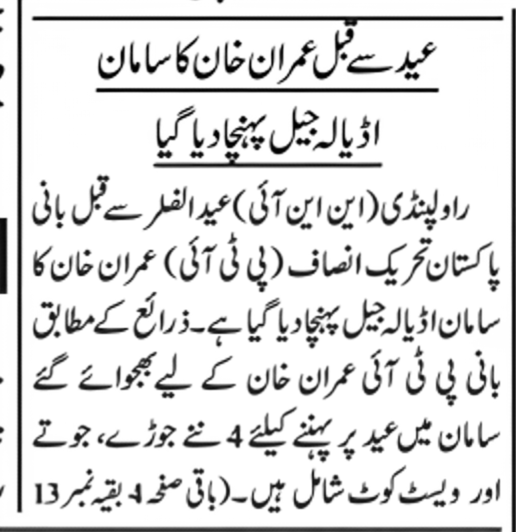 عید سے قبل عمران خان کا سامان
اڈیالہ جیل پہنچا دیا گیا
راولپنڈی (این این آئی) عید الفطر سے قبل بانی
پاکستان تحریک انصاف (پی ٹی آئی) عمران خان کا
سامان اڈیالہ جیل پہنچا دیا گیا ہے۔ ذرائع کے مطابق
بانی پی ٹی آئی عمران خان کے لیے بھجوائے گئے
سامان میں عید پر پہننے کیلئے 4 نئے جوڑے، جوتے
اور ویسٹ کوٹ شامل ہیں۔ (باقی صفحہ 4 بقیہ نمبر 13